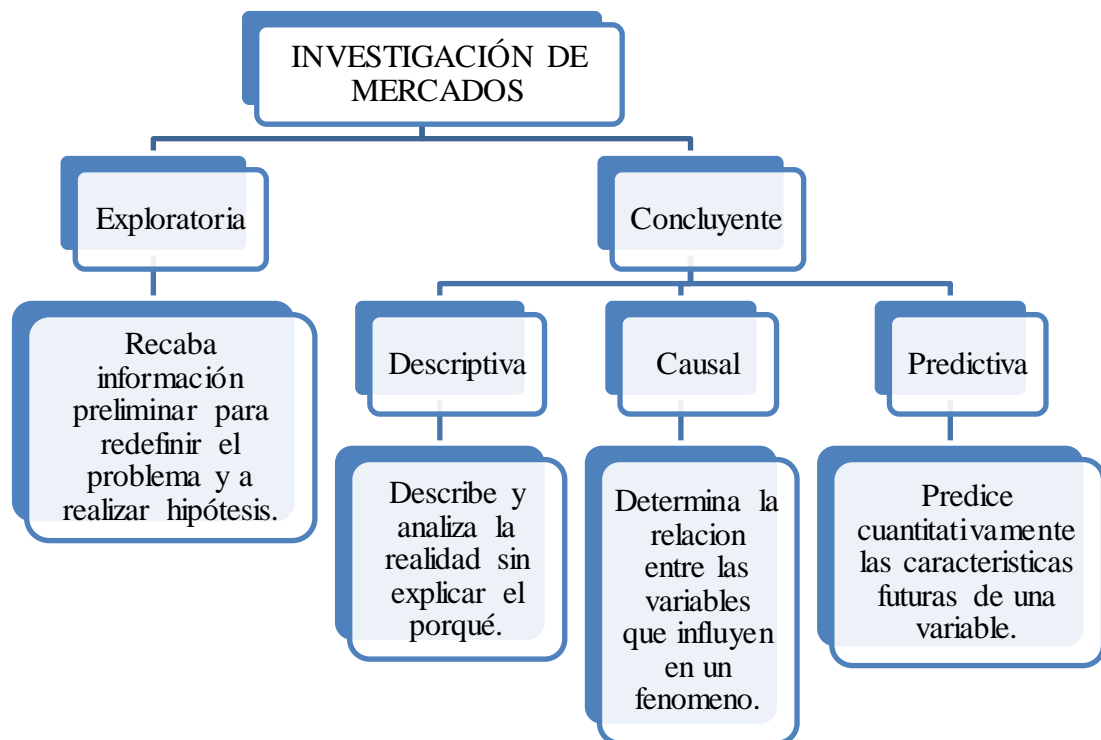 INVESTIGACIÓN DE
MERCADOS
Exploratoria
Concluyente
Recaba
información
preliminar para
redefinir el
problema y a
realizar hipótesis.
Descriptiva
Causal
Predictiva
Describe y
analiza la
realidad sin
explicar el
porqué.
Determina la
relacion
entre las
variables
que influyen
en un
fenomeno.
Predice
cuantitativamente
las caracteristicas
futuras de una
variable.